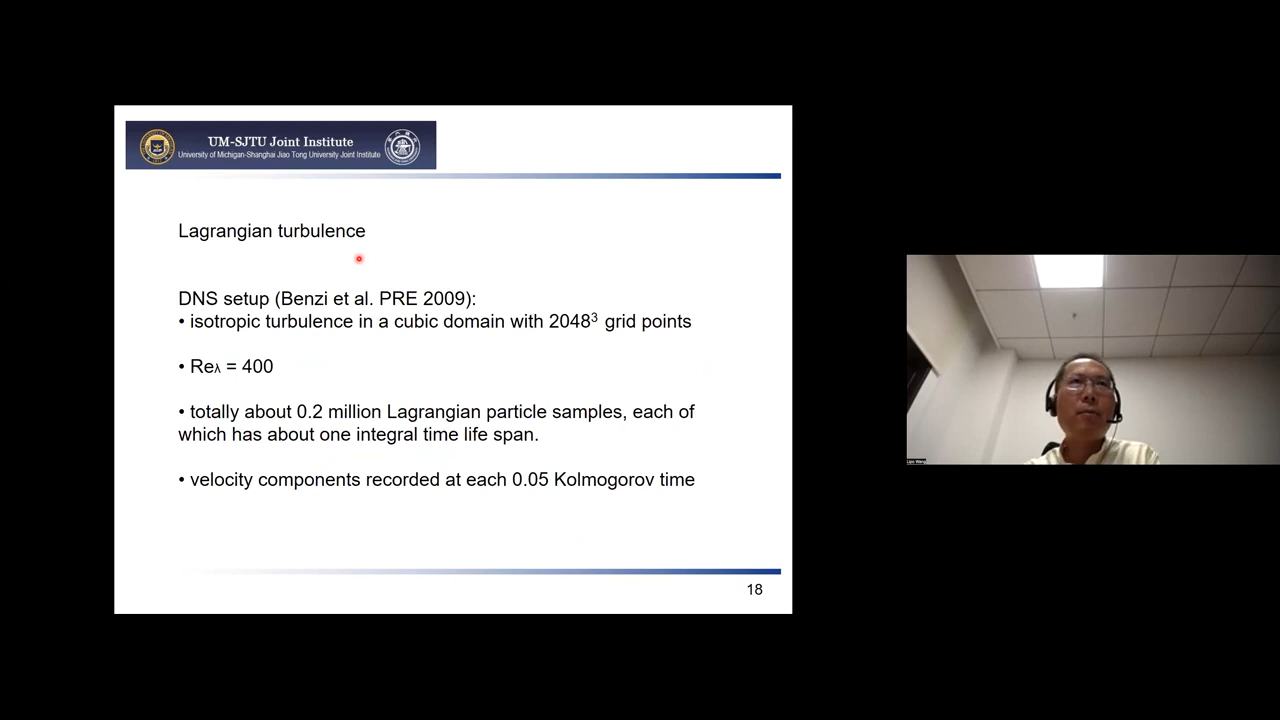 UM-SJTU Joint Institute
University of Michigan-Shanghai Jiao Tong University Joint Institute
Lagrangian turbulence
DNS setup (Benzi et al. PRE 2009):
• isotropic turbulence in a cubic domain with 2048³ grid points
• Reλ = 400
• totally about 0.2 million Lagrangian particle samples, each of
which has about one integral time life span.
• velocity components recorded at each 0.05 Kolmogorov time
18
Lipo Wang